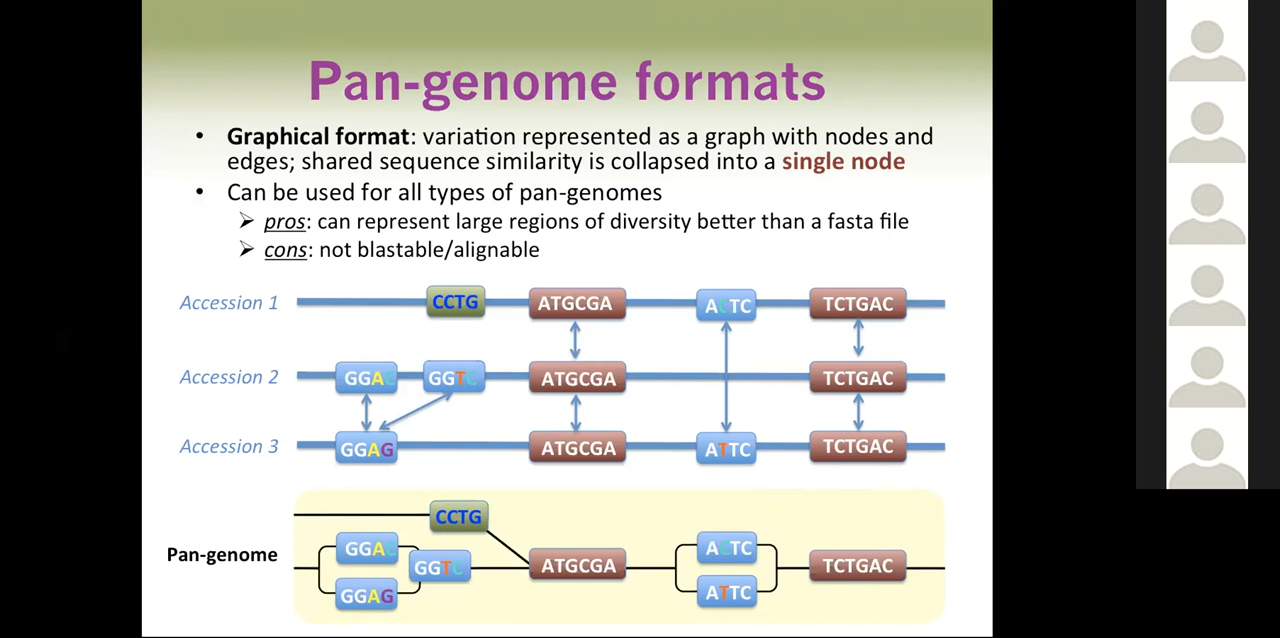 Pan-genome formats
• Graphical format: variation represented as a graph with nodes and
edges; shared sequence similarity is collapsed into a single node
• Can be used for all types of pan-genomes
➢ pros: can represent large regions of diversity better than a fasta file
➢ cons: not blastable/alignable
Accession 1 CCTG ATGCGA ACTC TCTGAC
Accession 2 GGAC GGTC ATGCGA TCTGAC
Accession 3 GGAG ATGCGA ATTC TCTGAC
CCTG
GGAC ACTC
Pan-genome GGTC ATGCGA TCTGAC
GGAG ATTC